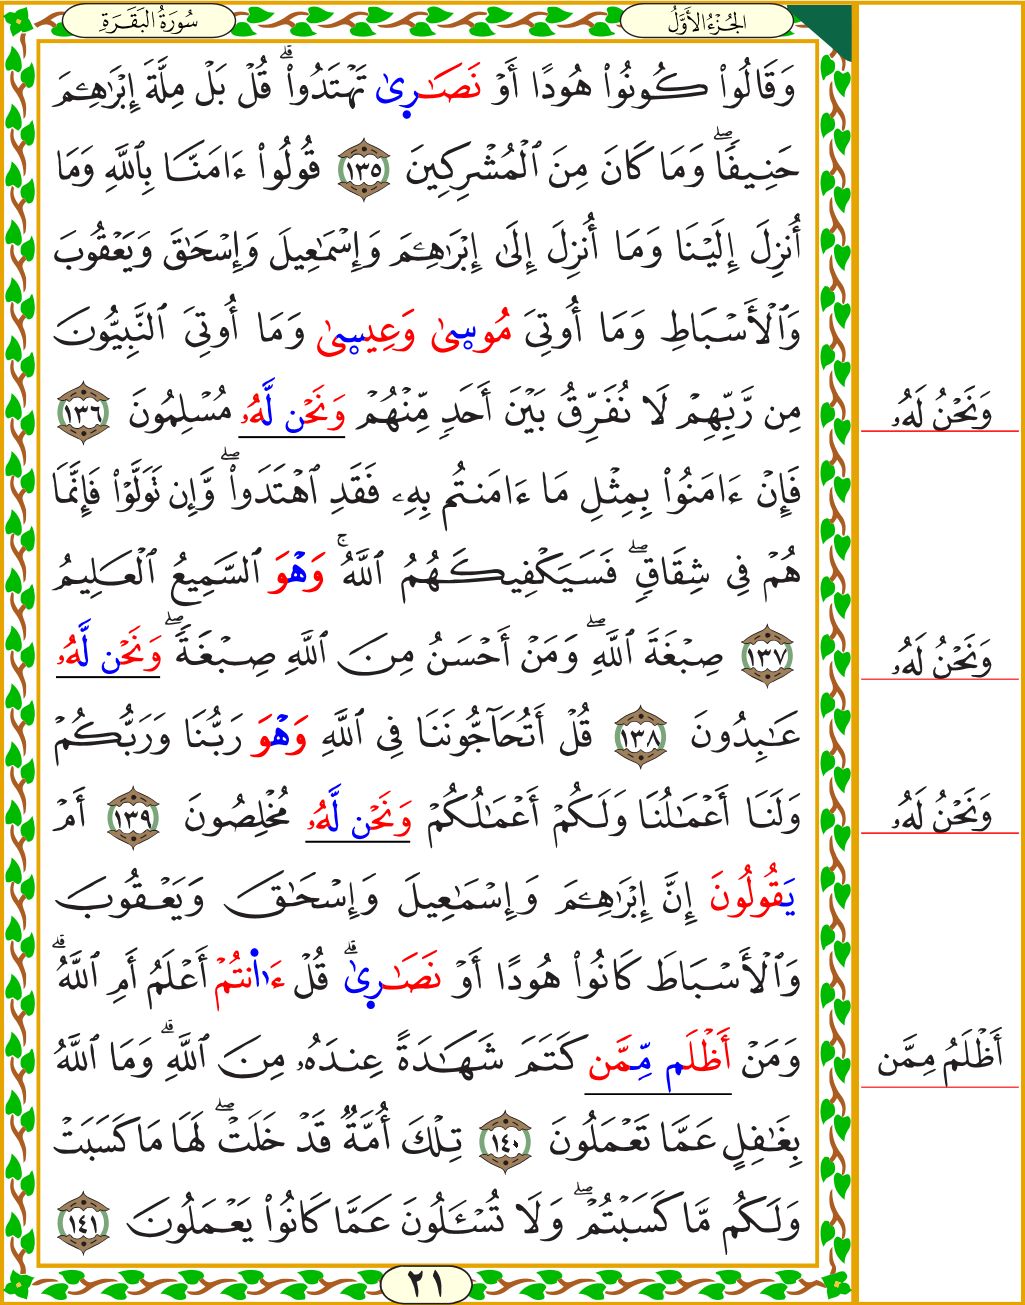 الجُزْءُ الأَوَّلُ
سُورَةُ البَقَرَةِ
وَقَالُواْ كُونُواْ هُودًا أَوْ نَصَٰرِىٰ تَهْتَدُواْۗ قُلْ بَلْ مِلَّةَ إِبْرَٰهِـۧمَ
حَنِيفًاۖ وَمَا كَانَ مِنَ ٱلْمُشْرِكِينَ ١٣٥ قُولُواْ ءَامَنَّا بِٱللَّهِ وَمَا
أُنزِلَ إِلَيْنَا وَمَا أُنزِلَ إِلَىٰ إِبْرَٰهِـۧمَ وَإِسْمَٰعِيلَ وَإِسْحَٰقَ وَيَعْقُوبَ
وَٱلْأَسْبَاطِ وَمَا أُوتِيَ مُوسِىٰ وَعِيسِىٰ وَمَا أُوتِيَ ٱلنَّبِيُّونَ
مِن رَّبِّهِمْ لَا نُفَرِّقُ بَيْنَ أَحَدٍ مِّنْهُمْ وَنَحْن لَّهُۥ مُسْلِمُونَ ١٣٦
وَنَحْنُ لَهُۥ
فَإِنْ ءَامَنُواْ بِمِثْلِ مَا ءَامَنتُم بِهِۦ فَقَدِ ٱهْتَدَواْۖ وَّإِن تَوَلَّوْاْ فَإِنَّمَا
هُمْ فِي شِقَاقٍۖ فَسَيَكْفِيكَهُمُ ٱللَّهُۚ وَهْوَ ٱلسَّمِيعُ ٱلْعَلِيمُ
١٣٧ صِبْغَةَ ٱللَّهِۖ وَمَنْ أَحْسَنُ مِنَ ٱللَّهِ صِبْغَةًۖ وَنَحْن لَّهُۥ
وَنَحْنُ لَهُۥ
عَٰبِدُونَ ١٣٨ قُلْ أَتُحَآجُّونَنَا فِي ٱللَّهِ وَهْوَ رَبُّنَا وَرَبُّكُمْ
وَلَنَا أَعْمَٰلُنَا وَلَكُمْ أَعْمَٰلُكُمْ وَنَحْن لَّهُۥ مُخْلِصُونَ ١٣٩ أَمْ
وَنَحْنُ لَهُۥ
يَقُولُونَ إِنَّ إِبْرَٰهِـۧمَ وَإِسْمَٰعِيلَ وَإِسْحَٰقَ وَيَعْقُوبَ
وَٱلْأَسْبَاطَ كَانُواْ هُودًا أَوْ نَصَٰرِىٰۗ قُلْ ءَا۬نتُمْ أَعْلَمُ أَمِ ٱللَّهُۗ
وَمَنْ أَظْلَم مِّمَّن كَتَمَ شَهَٰدَةً عِندَهُۥ مِنَ ٱللَّهِۗ وَمَا ٱللَّهُ
أَظْلَمُ مِمَّن
بِغَٰفِلٍ عَمَّا تَعْمَلُونَ ١٤٠ تِلْكَ أُمَّةٌ قَدْ خَلَتْۖ لَهَا مَا كَسَبَتْ
وَلَكُم مَّا كَسَبْتُمْۖ وَلَا تُسْـَٔلُونَ عَمَّا كَانُواْ يَعْمَلُونَ ١٤١
٢١